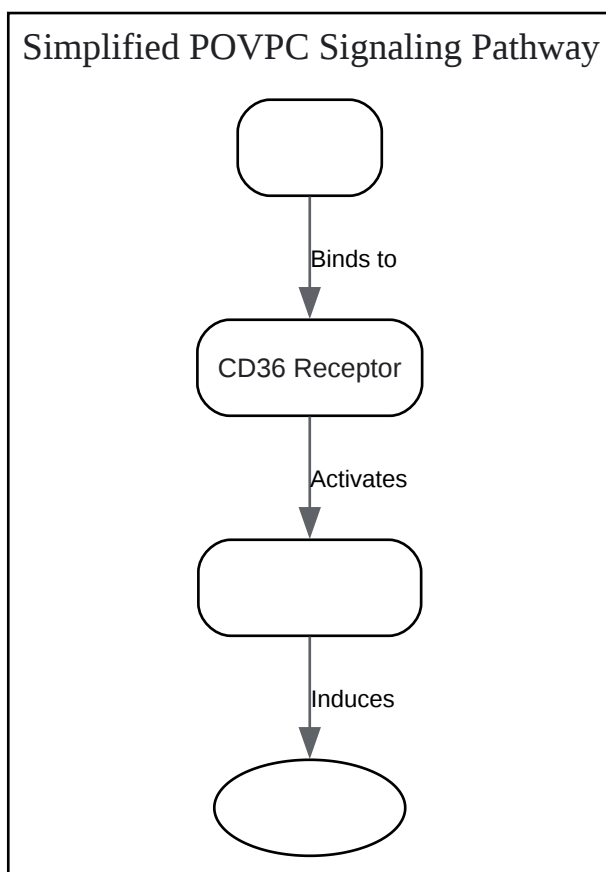 Simplified POVPC Signaling Pathway
Binds to
CD36 Receptor
Activates
Induces